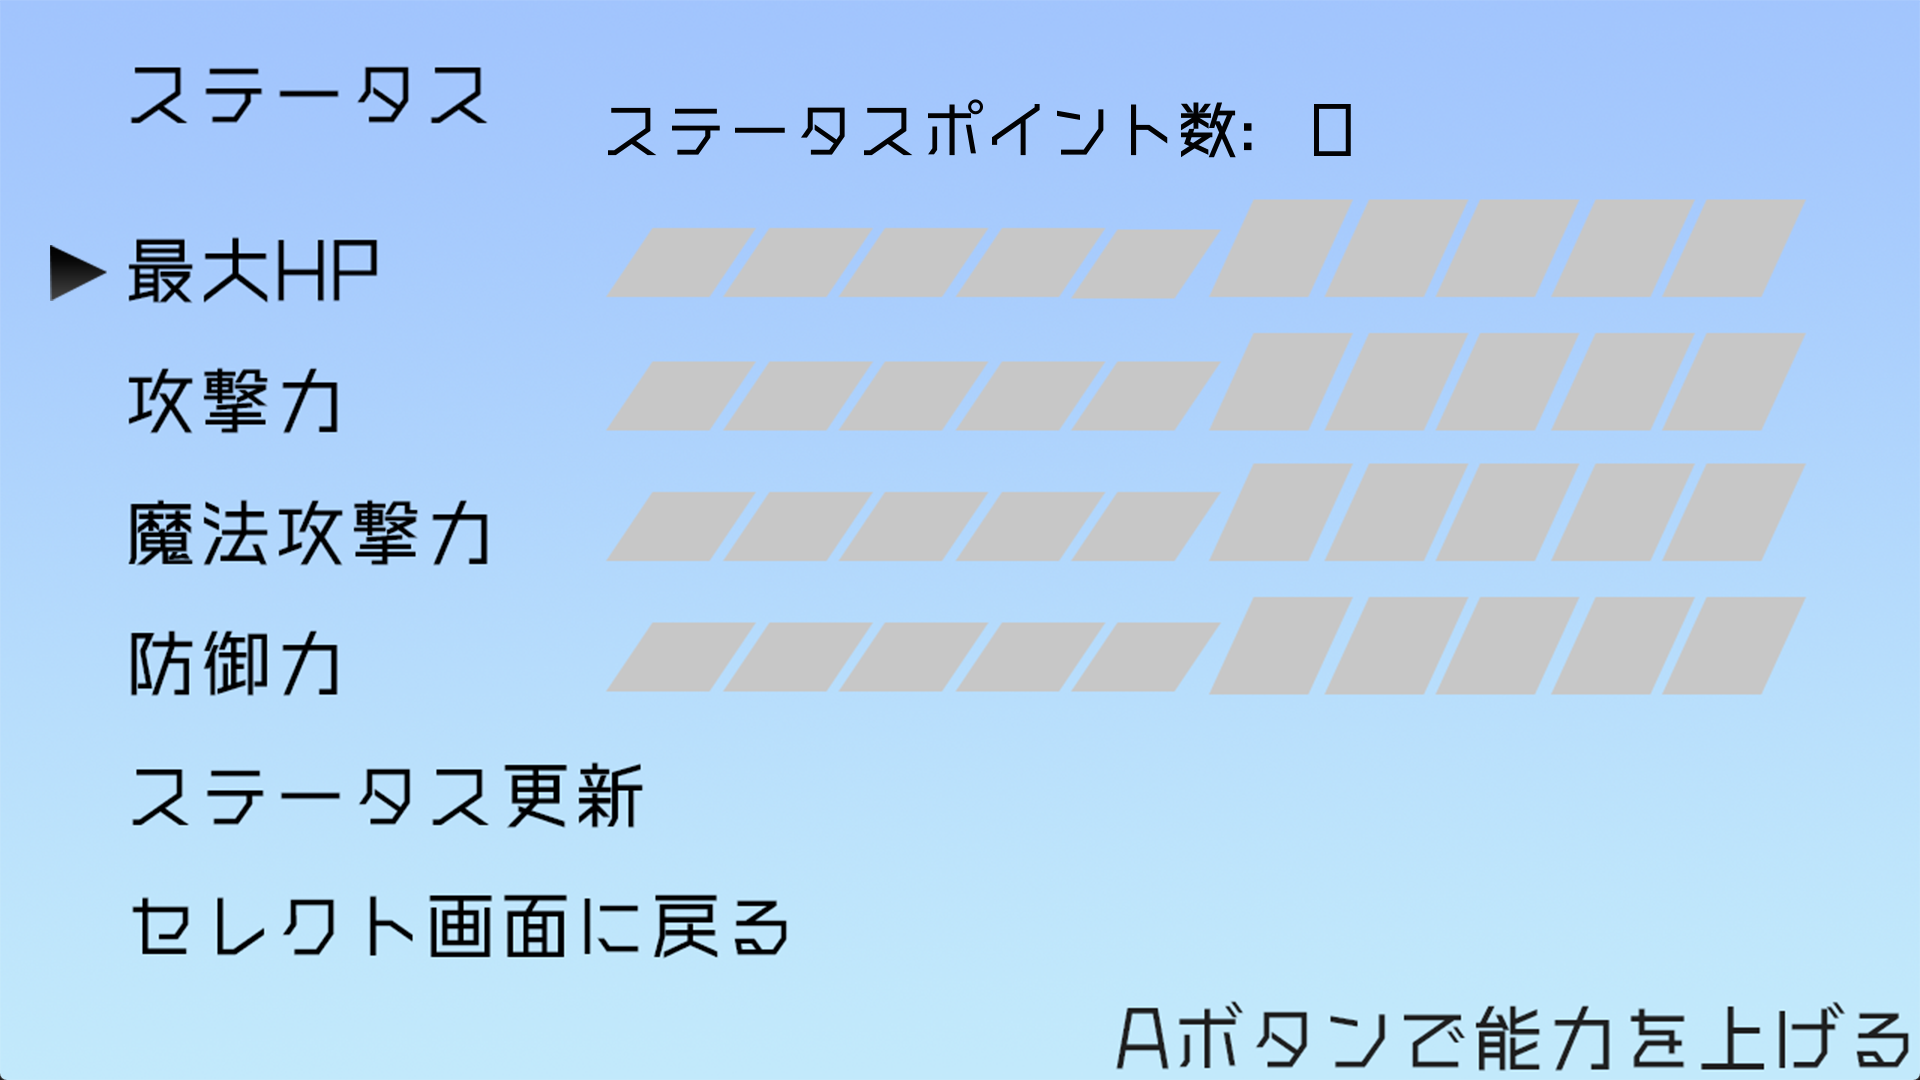 ステータス
ステータスポイント数: 0
最大HP
攻撃力
魔法攻撃力
防御力
ステータス更新
セレクト画面に戻る
Aボタンで能力を上げる